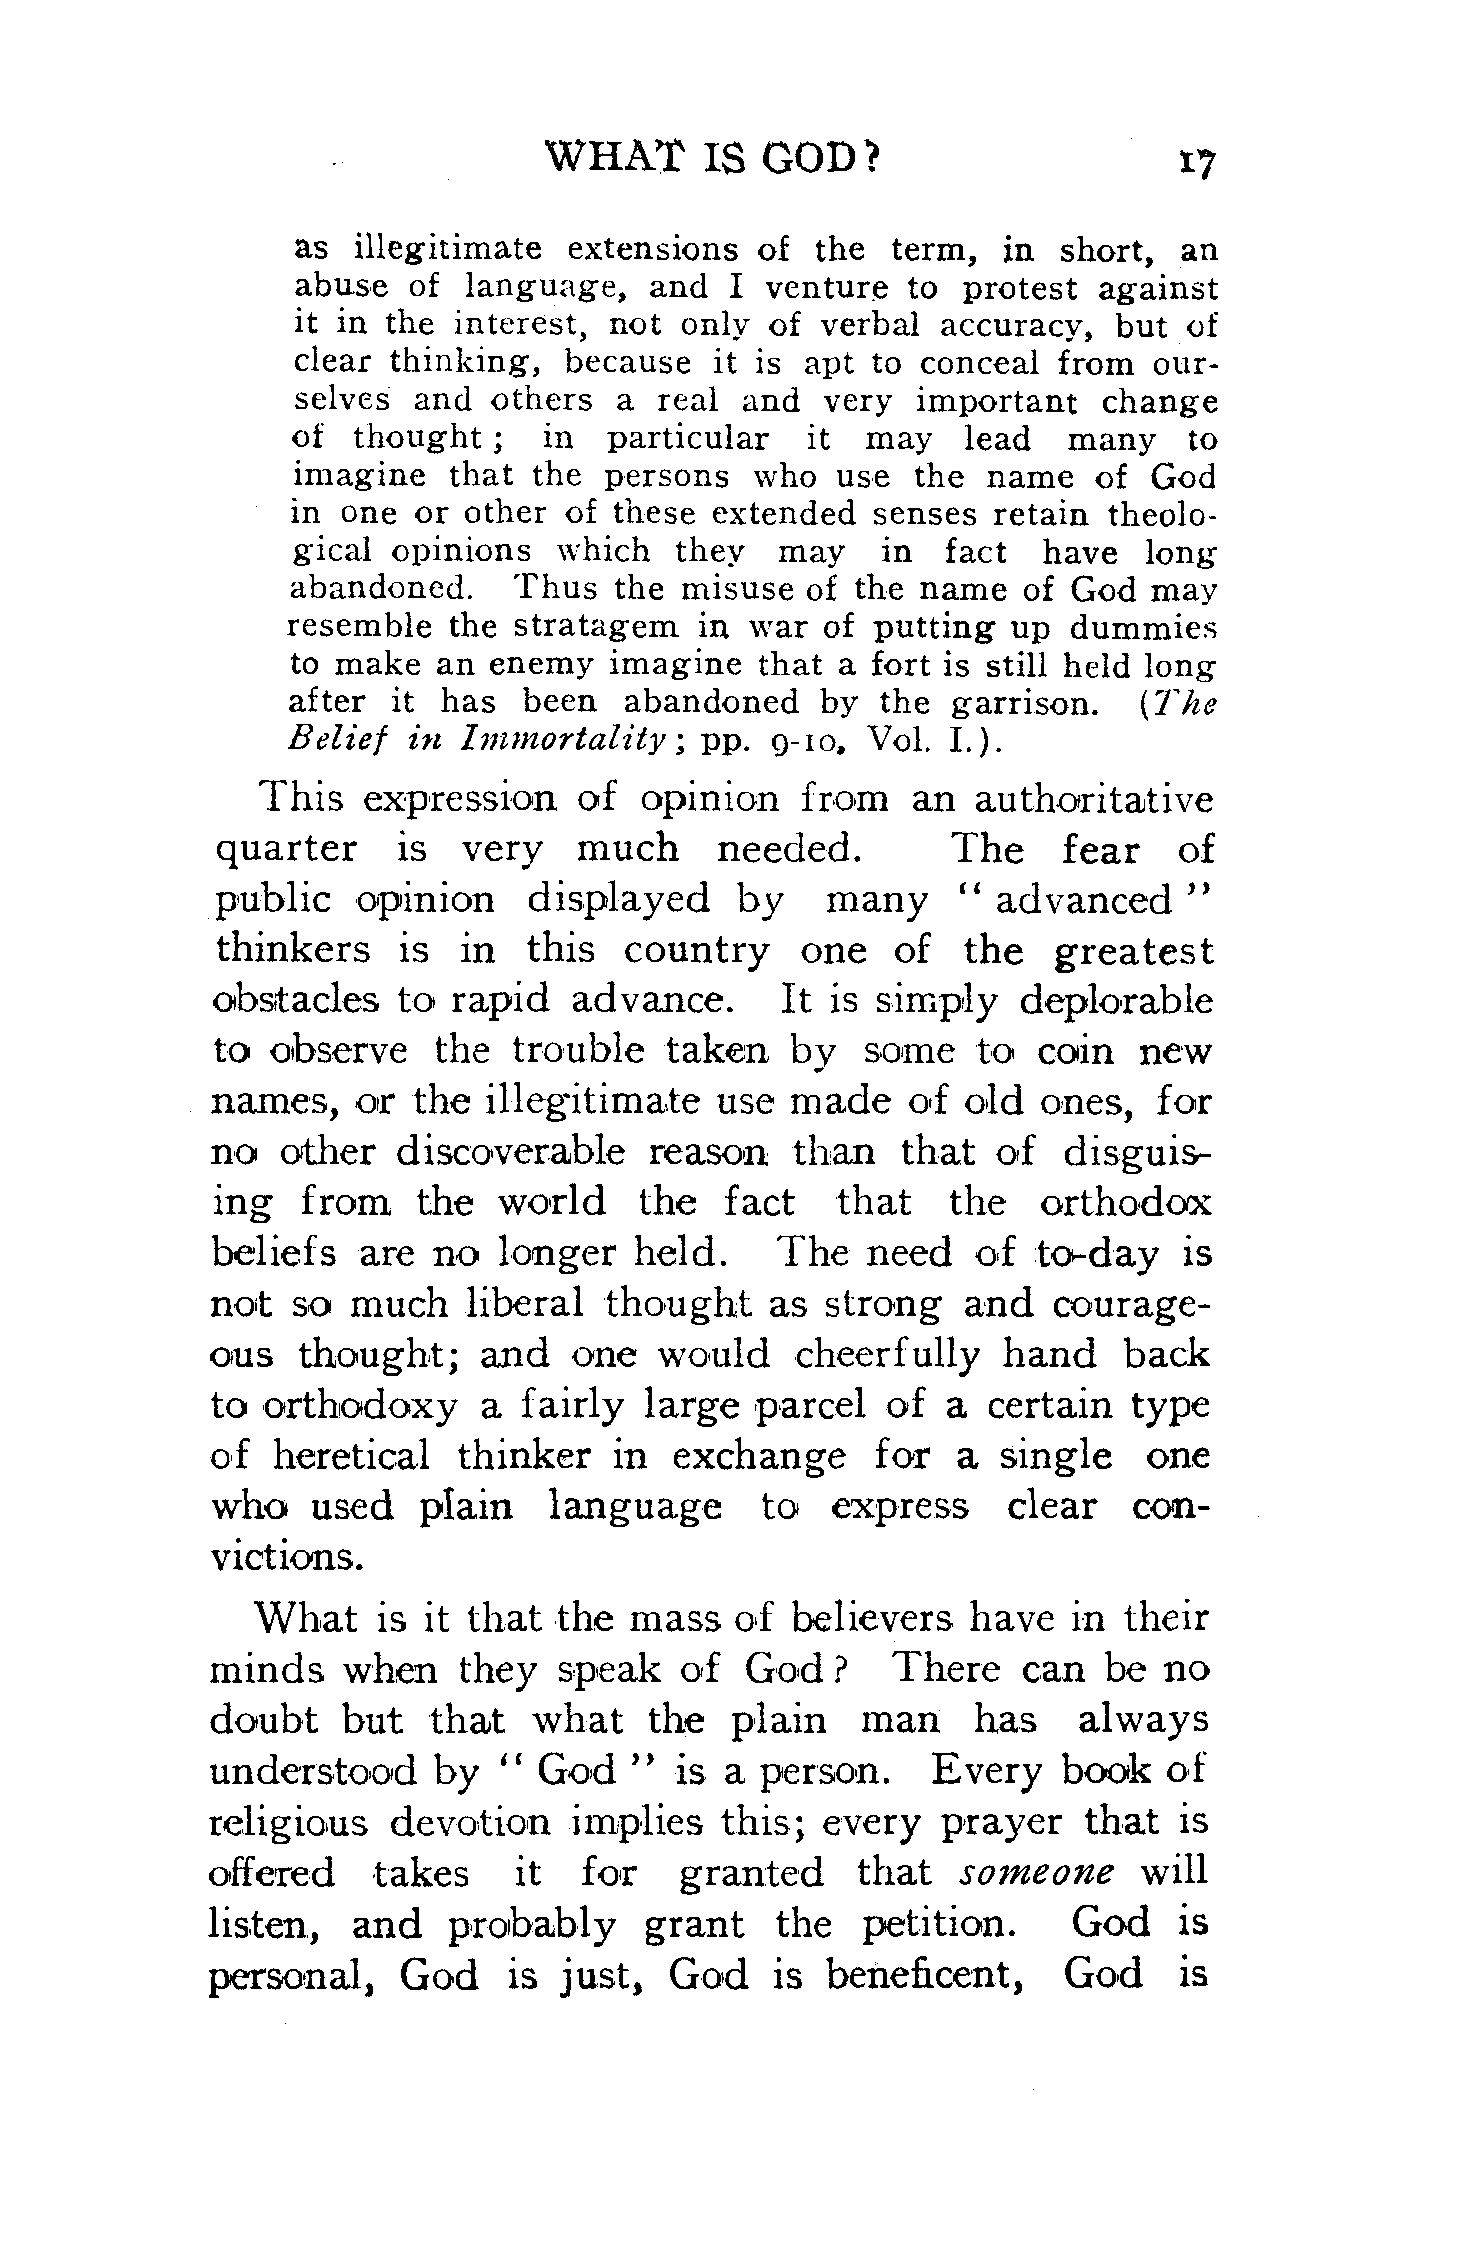 WHAT IS GOD? 17
as illegitimate extensions of the term, in short, an
abuse of language, and I venture to protest against
it in the interest, not only of verbal accuracy, but of
clear thinking, because it is apt to conceal from our-
selves and others a real and very important change
of thought; in particular it may lead many to
imagine that the persons who use the name of God
in one or other of these extended senses retain theolo-
gical opinions which they may in fact have long
abandoned. Thus the misuse of the name of God may
resemble the stratagem in war of putting up dummies
to make an enemy imagine that a fort is still held long
after it has been abandoned by the garrison. (The
Belief in Immortality; pp. 9-10, Vol. I.).
This expression of opinion from an authoritative
quarter is very much needed. The fear of
public opinion displayed by many "advanced"
thinkers is in this country one of the greatest
obstacles to rapid advance. It is simply deplorable
to observe the trouble taken by some to coin new
names, or the illegitimate use made of old ones, for
no other discoverable reason than that of disguis-
ing from the world the fact that the orthodox
beliefs are no longer held. The need of to-day is
not so much liberal thought as strong and courage-
ous thought; and one would cheerfully hand back
to orthodoxy a fairly large parcel of a certain type
of heretical thinker in exchange for a single one
who used plain language to express clear con-
victions.
What is it that the mass of believers have in their
minds when they speak of God? There can be no
doubt but that what the plain man has always
understood by "God" is a person. Every book of
religious devotion implies this; every prayer that is
offered takes it for granted that someone will
listen, and probably grant the petition. God is
personal, God is just, God is beneficent, God is